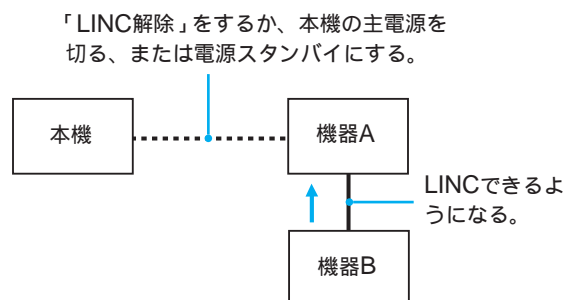 「LINC解除」をするか、本機の主電源を
切る、または電源スタンバイにする。
本機
機器A
LINCできるよ
うになる。
機器B